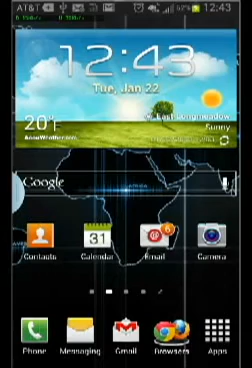 AT&T 12:43
12:43
Tue, Jan 22
20°F
AccuWeather.com
East Longmeadow
Sunny
Google
31
6
Contacts
Calendar
Email
Camera
Phone
Messaging
Gmail
Browsers
Apps